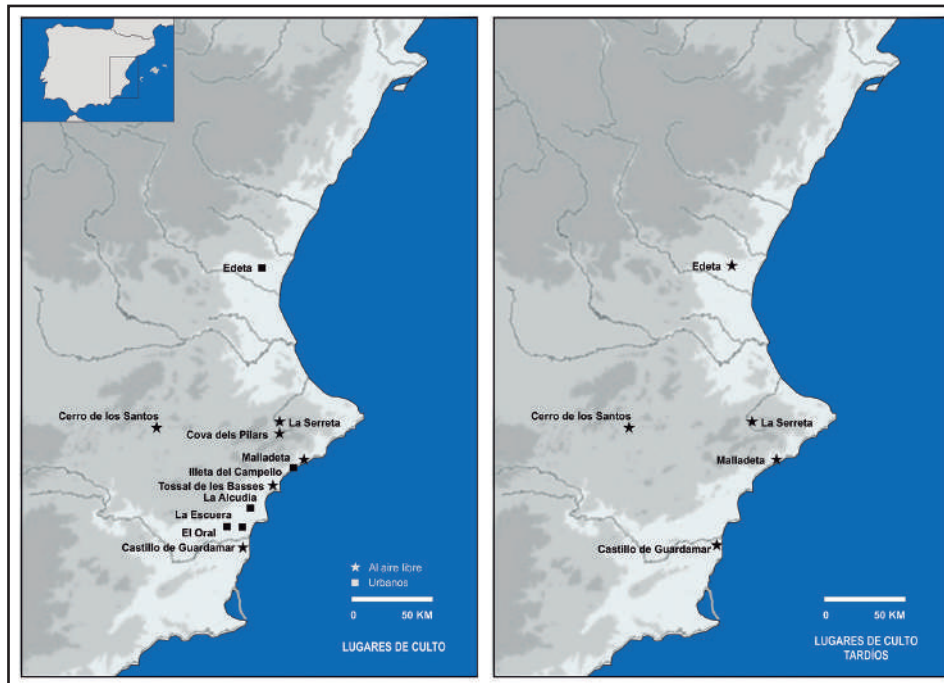 Edeta
Cerro de los Santos
La Serreta
Cova dels Pilars
Malladeta
Illeta del Campello
Tossal de les Basses
La Alcudia
La Escuera
El Oral
Castillo de Guardamar
Al aire libre
Urbanos
0 50 KM
LUGARES DE CULTO
Edeta
Cerro de los Santos
La Serreta
Malladeta
Castillo de Guardamar
0 50 KM
LUGARES DE CULTO
TARDÍOS